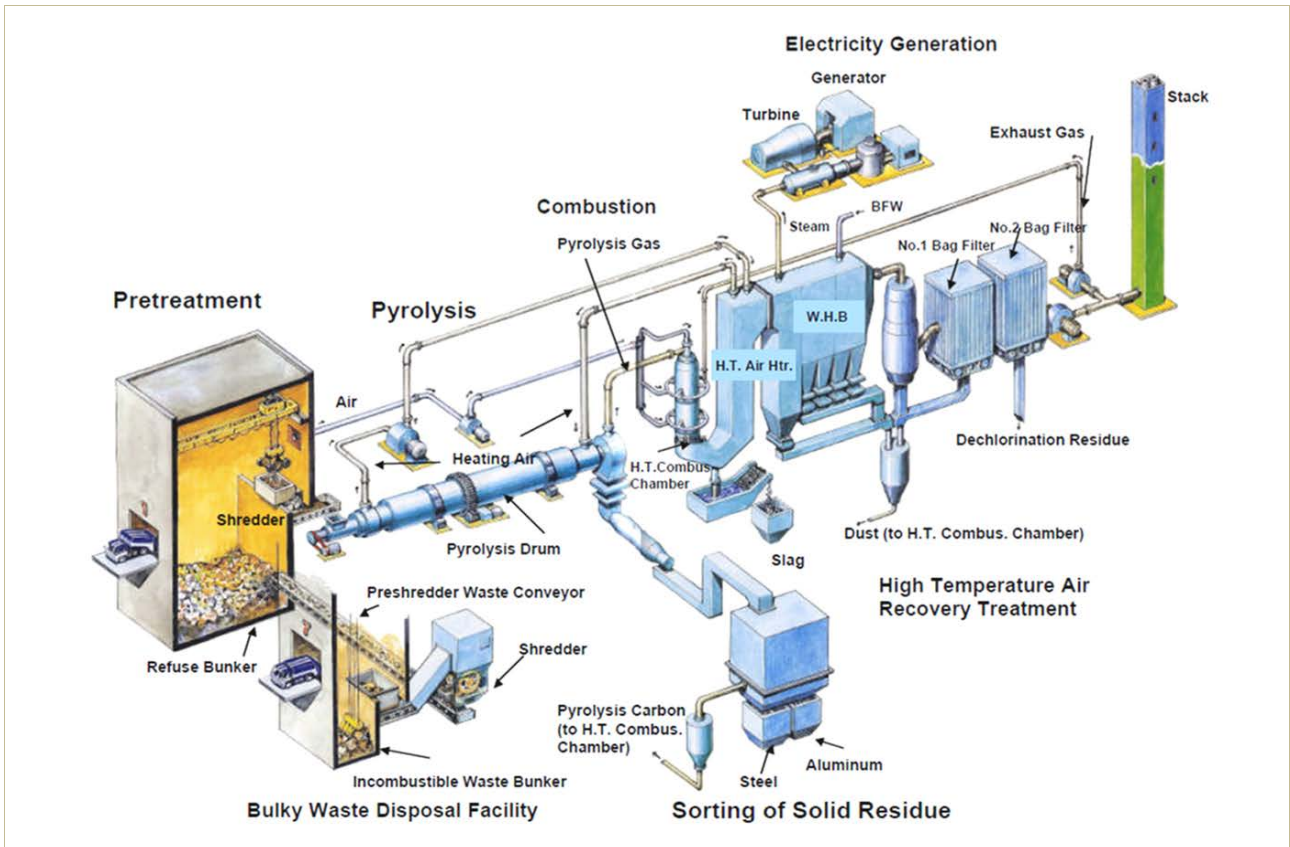 Electricity Generation
Generator
Turbine
Stack
Exhaust Gas
Combustion
BFW
Steam
No.2 Bag Filter
No.1 Bag Filter
Pyrolysis Gas
Pretreatment
Pyrolysis
W.H.B
H.T. Air Htr.
Air
Dechlorination Residue
Heating Air
H.T.Combus
Chamber
Shredder
Pyrolysis Drum
Dust (to H.T. Combus. Chamber)
Slag
High Temperature Air
Recovery Treatment
Preshredder Waste Conveyor
Shredder
Refuse Bunker
Pyrolysis Carbon
(to H.T. Combus.
Chamber)
Aluminum
Steel
Incombustible Waste Bunker
Bulky Waste Disposal Facility
Sorting of Solid Residue